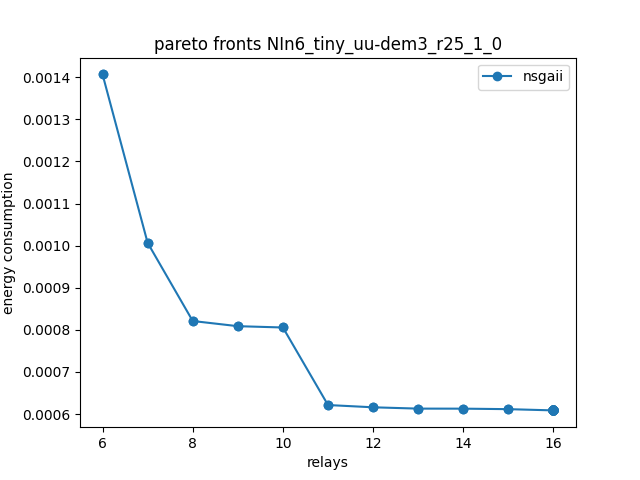 pareto fronts NIn6_tiny_uu-dem3_r25_1_0
nsgaii
0.0014
0.0013
0.0012
0.0011
0.0010
0.0009
0.0008
0.0007
0.0006
energy consumption
6 8 10 12 14 16
relays